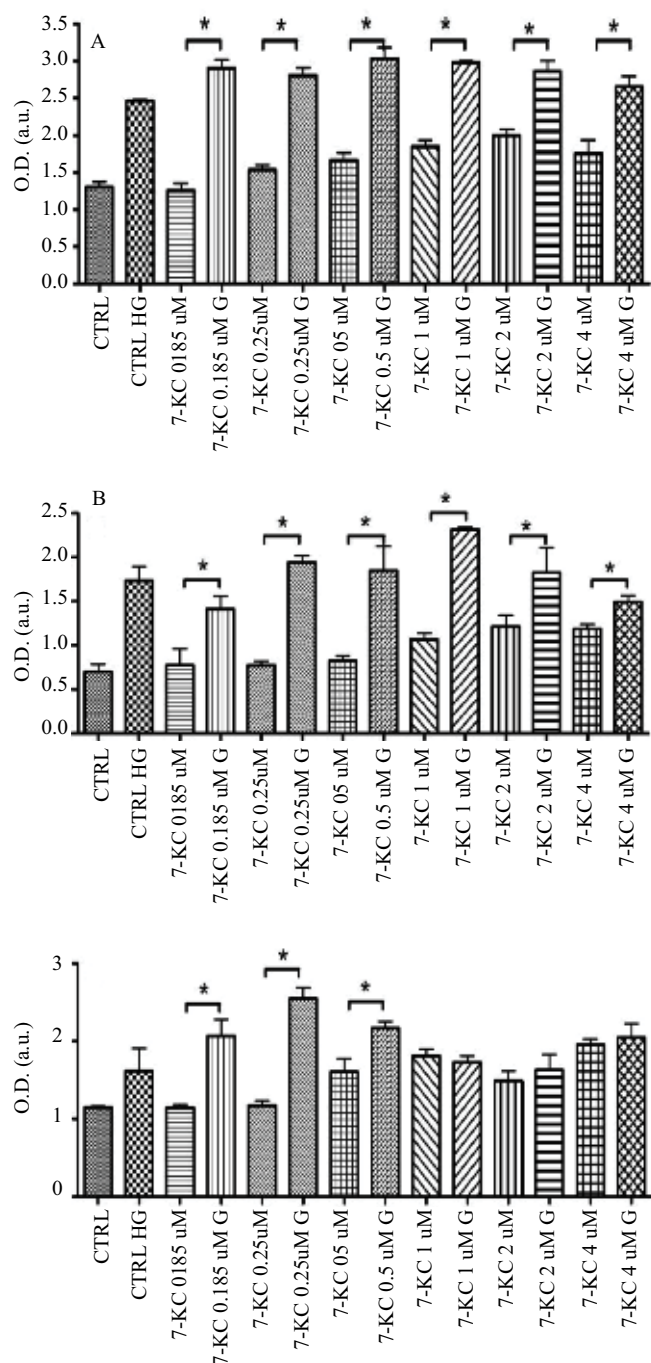 A
O.D. (a.u.)
3.5
3.0
2.5
2.0
1.5
1.0
0.5
0.0
* * * * * *
CTRL
CTRL HG
7-KC 0185 uM
7-KC 0.185 uM G
7-KC 0.25uM
7-KC 0.25uM G
7-KC 05 uM
7-KC 0.5 uM G
7-KC 1 uM
7-KC 1 uM G
7-KC 2 uM
7-KC 2 uM G
7-KC 4 uM
7-KC 4 uM G
B
O.D. (a.u.)
2.5
2.0
1.5
1.0
0.5
0.0
* * * * * *
CTRL
CTRL HG
7-KC 0185 uM
7-KC 0.185 uM G
7-KC 0.25uM
7-KC 0.25uM G
7-KC 05 uM
7-KC 0.5 uM G
7-KC 1 uM
7-KC 1 uM G
7-KC 2 uM
7-KC 2 uM G
7-KC 4 uM
7-KC 4 uM G
O.D. (a.u.)
3
2
1
0
* * *
CTRL
CTRL HG
7-KC 0185 uM
7-KC 0.185 uM G
7-KC 0.25uM
7-KC 0.25uM G
7-KC 05 uM
7-KC 0.5 uM G
7-KC 1 uM
7-KC 1 uM G
7-KC 2 uM
7-KC 2 uM G
7-KC 4 uM
7-KC 4 uM G